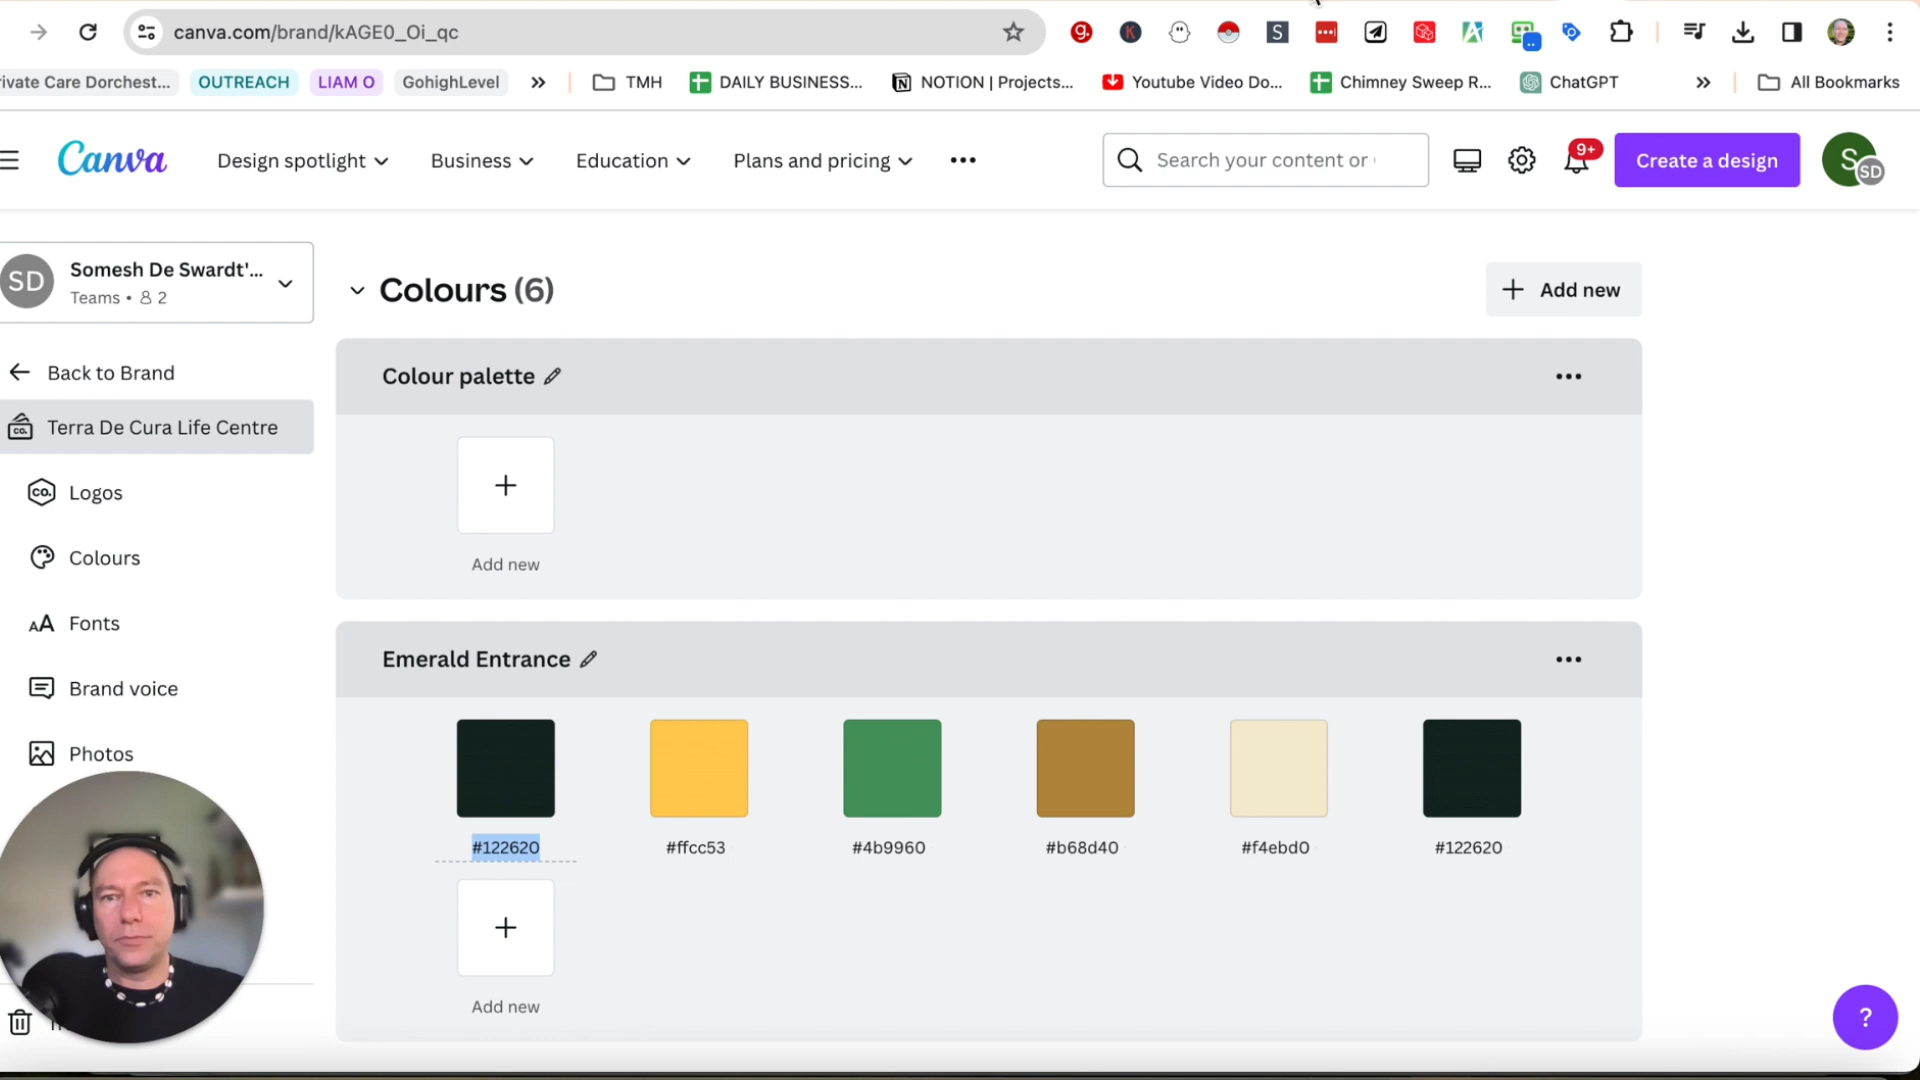 canva.com/brand/kAGE0_Oi_qc
rivate Care Dorchest... OUTREACH LIAM O GohighLevel » TMH DAILY BUSINESS... NOTION | Projects... Youtube Video Do... Chimney Sweep R... ChatGPT » All Bookmarks
Canva Design spotlight Business Education Plans and pricing ••• Search your content or 9+ Create a design S SD
SD Somesh De Swardt'...
Teams • 2
Colours (6)
Add new
Back to Brand
Colour palette
Terra De Cura Life Centre
Logos
Add new
Colours
Fonts
Emerald Entrance
Brand voice
Photos
#122620 #ffcc53 #4b9960 #b68d40 #f4ebd0 #122620
Add new
?